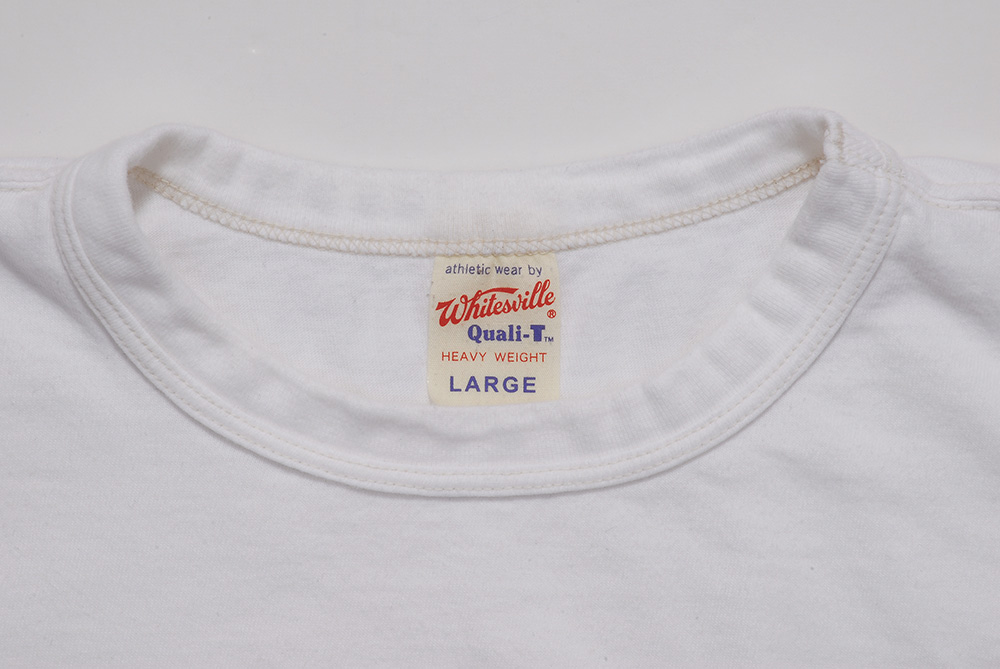 athletic wear by
Whitesville ®
Quali-T™
HEAVY WEIGHT
LARGE